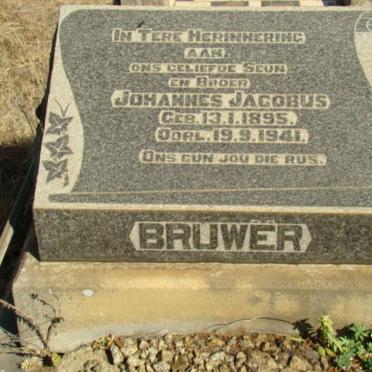 IN TERE HERINNERING
AAN
ONS GELIEFDE SEUN
EN BROER
JOHANNES JACOBUS
GEB. 13.1.1895.
OORL. 19.9.1941.
ONS GUN JOU DIE RUS.
BRUWËR